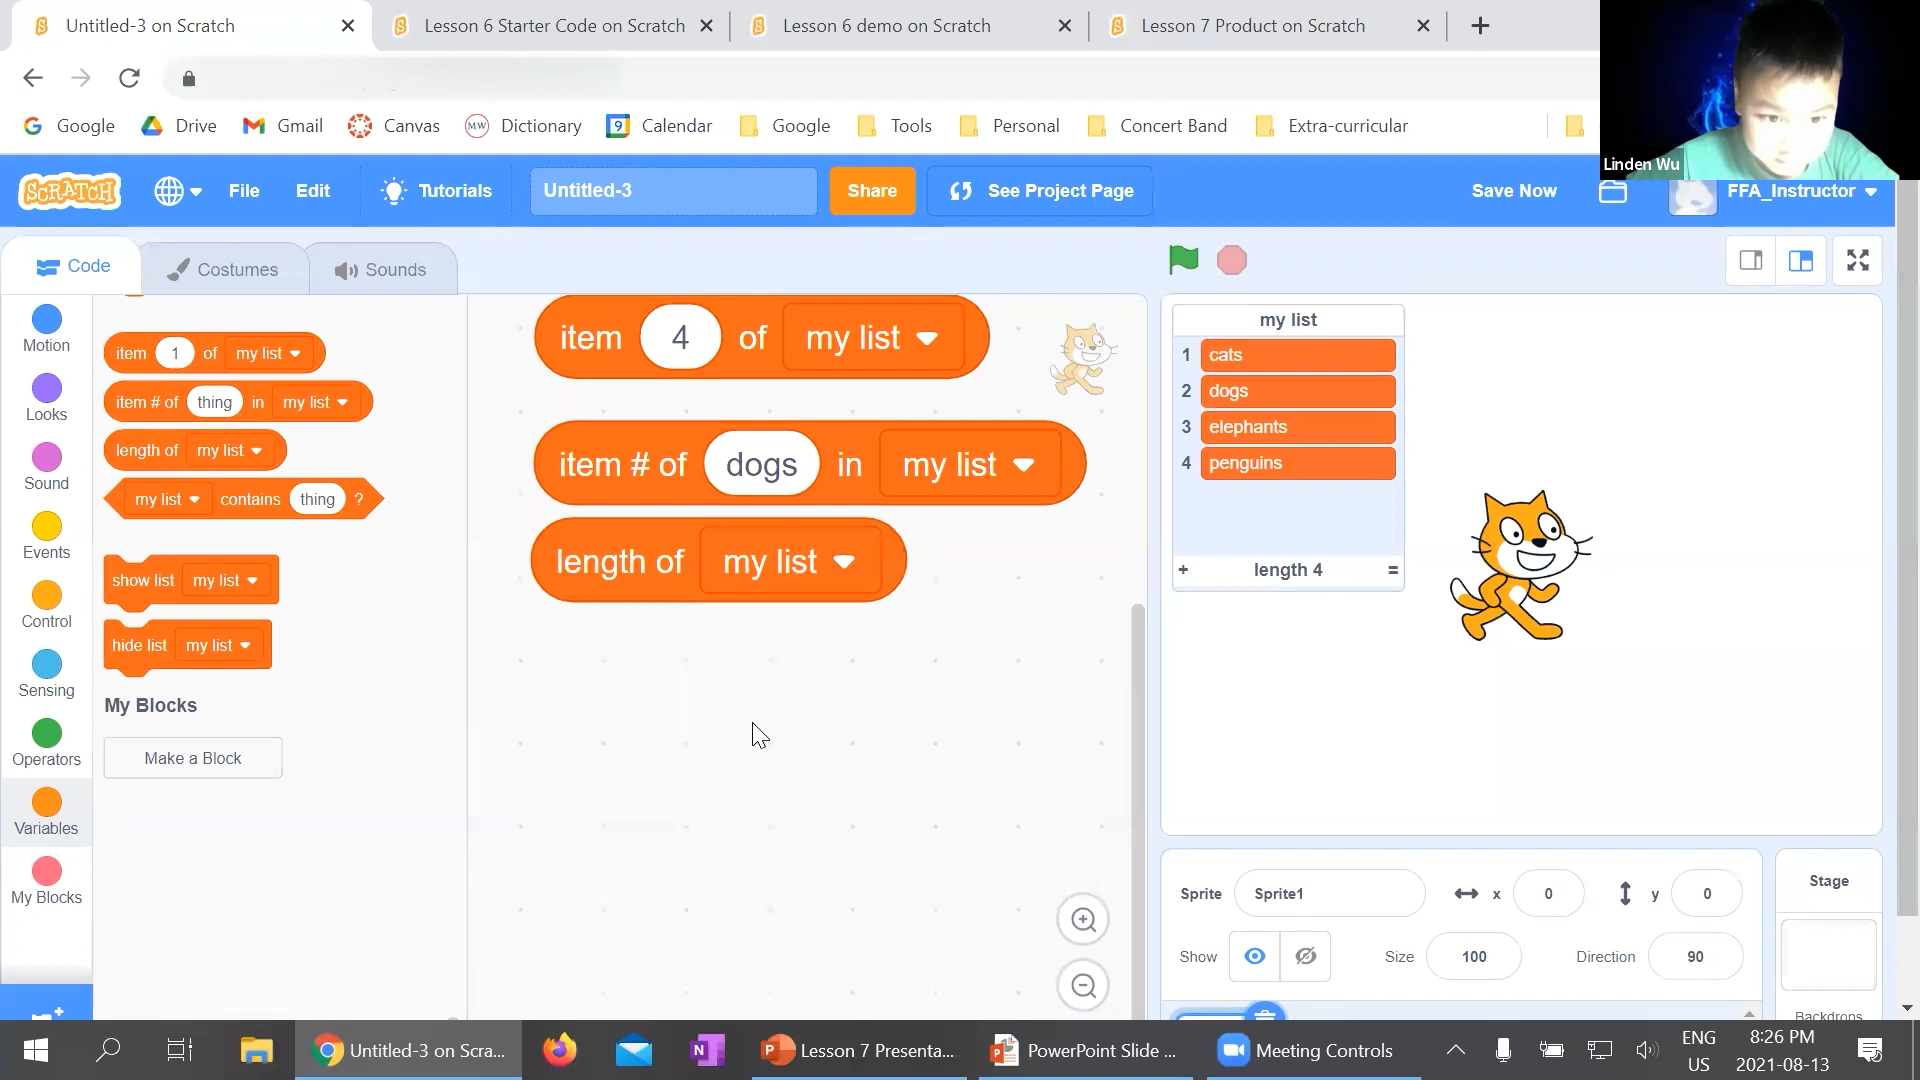 Untitled-3 on Scratch
Lesson 6 Starter Code on Scratch
Lesson 6 demo on Scratch
Lesson 7 Product on Scratch
Google
Drive
Gmail
Canvas
MW
Dictionary
9
Calendar
Google
Tools
Personal
Concert Band
Extra-curricular
Linden Wu
SCRATCH
File
Edit
Tutorials
Untitled-3
Share
See Project Page
Save Now
FFA_Instructor
Code
Costumes
Sounds
Motion
Looks
Sound
Events
Control
Sensing
Operators
Variables
My Blocks
item 1 of my list
item # of thing in my list
length of my list
my list contains thing ?
show list my list
hide list my list
My Blocks
Make a Block
item 4 of my list
item # of dogs in my list
length of my list
my list
1 cats
2 dogs
3 elephants
4 penguins
+ length 4 =
Sprite Sprite1 x 0 y 0
Show Size 100 Direction 90
Stage
Backdrops
Untitled-3 on Scra...
Lesson 7 Presenta...
PowerPoint Slide ...
Meeting Controls
ENG
US
8:26 PM
2021-08-13